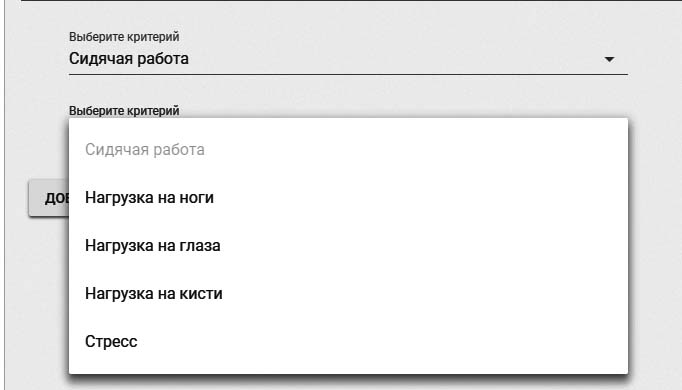 Выберите критерий
Сидячая работа
Выберите критерий
Сидячая работа
Нагрузка на ноги
Нагрузка на глаза
Нагрузка на кисти
Стресс